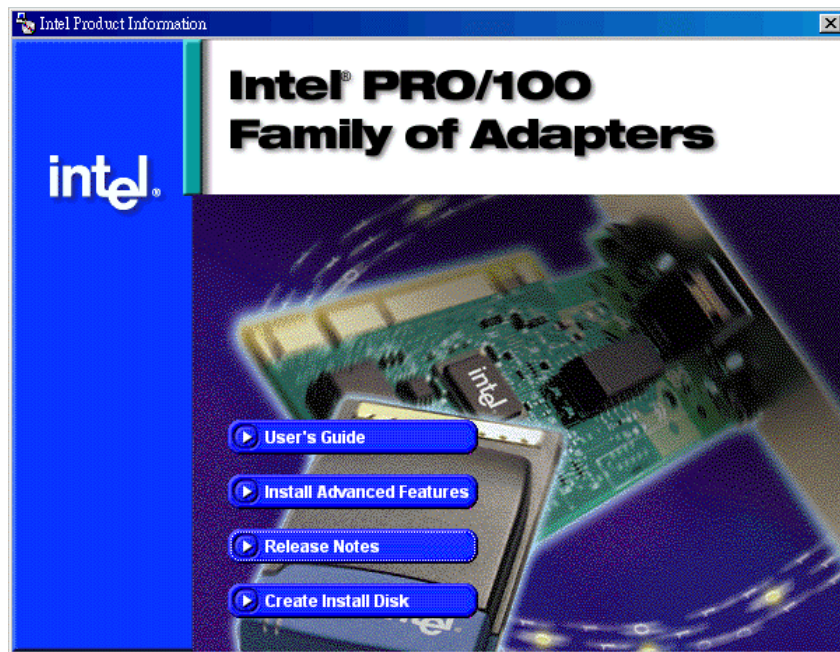 Intel Product Information
Intel® PRO/100
Family of Adapters
intel®
intel
User's Guide
Install Advanced Features
Release Notes
Create Install Disk
intel.